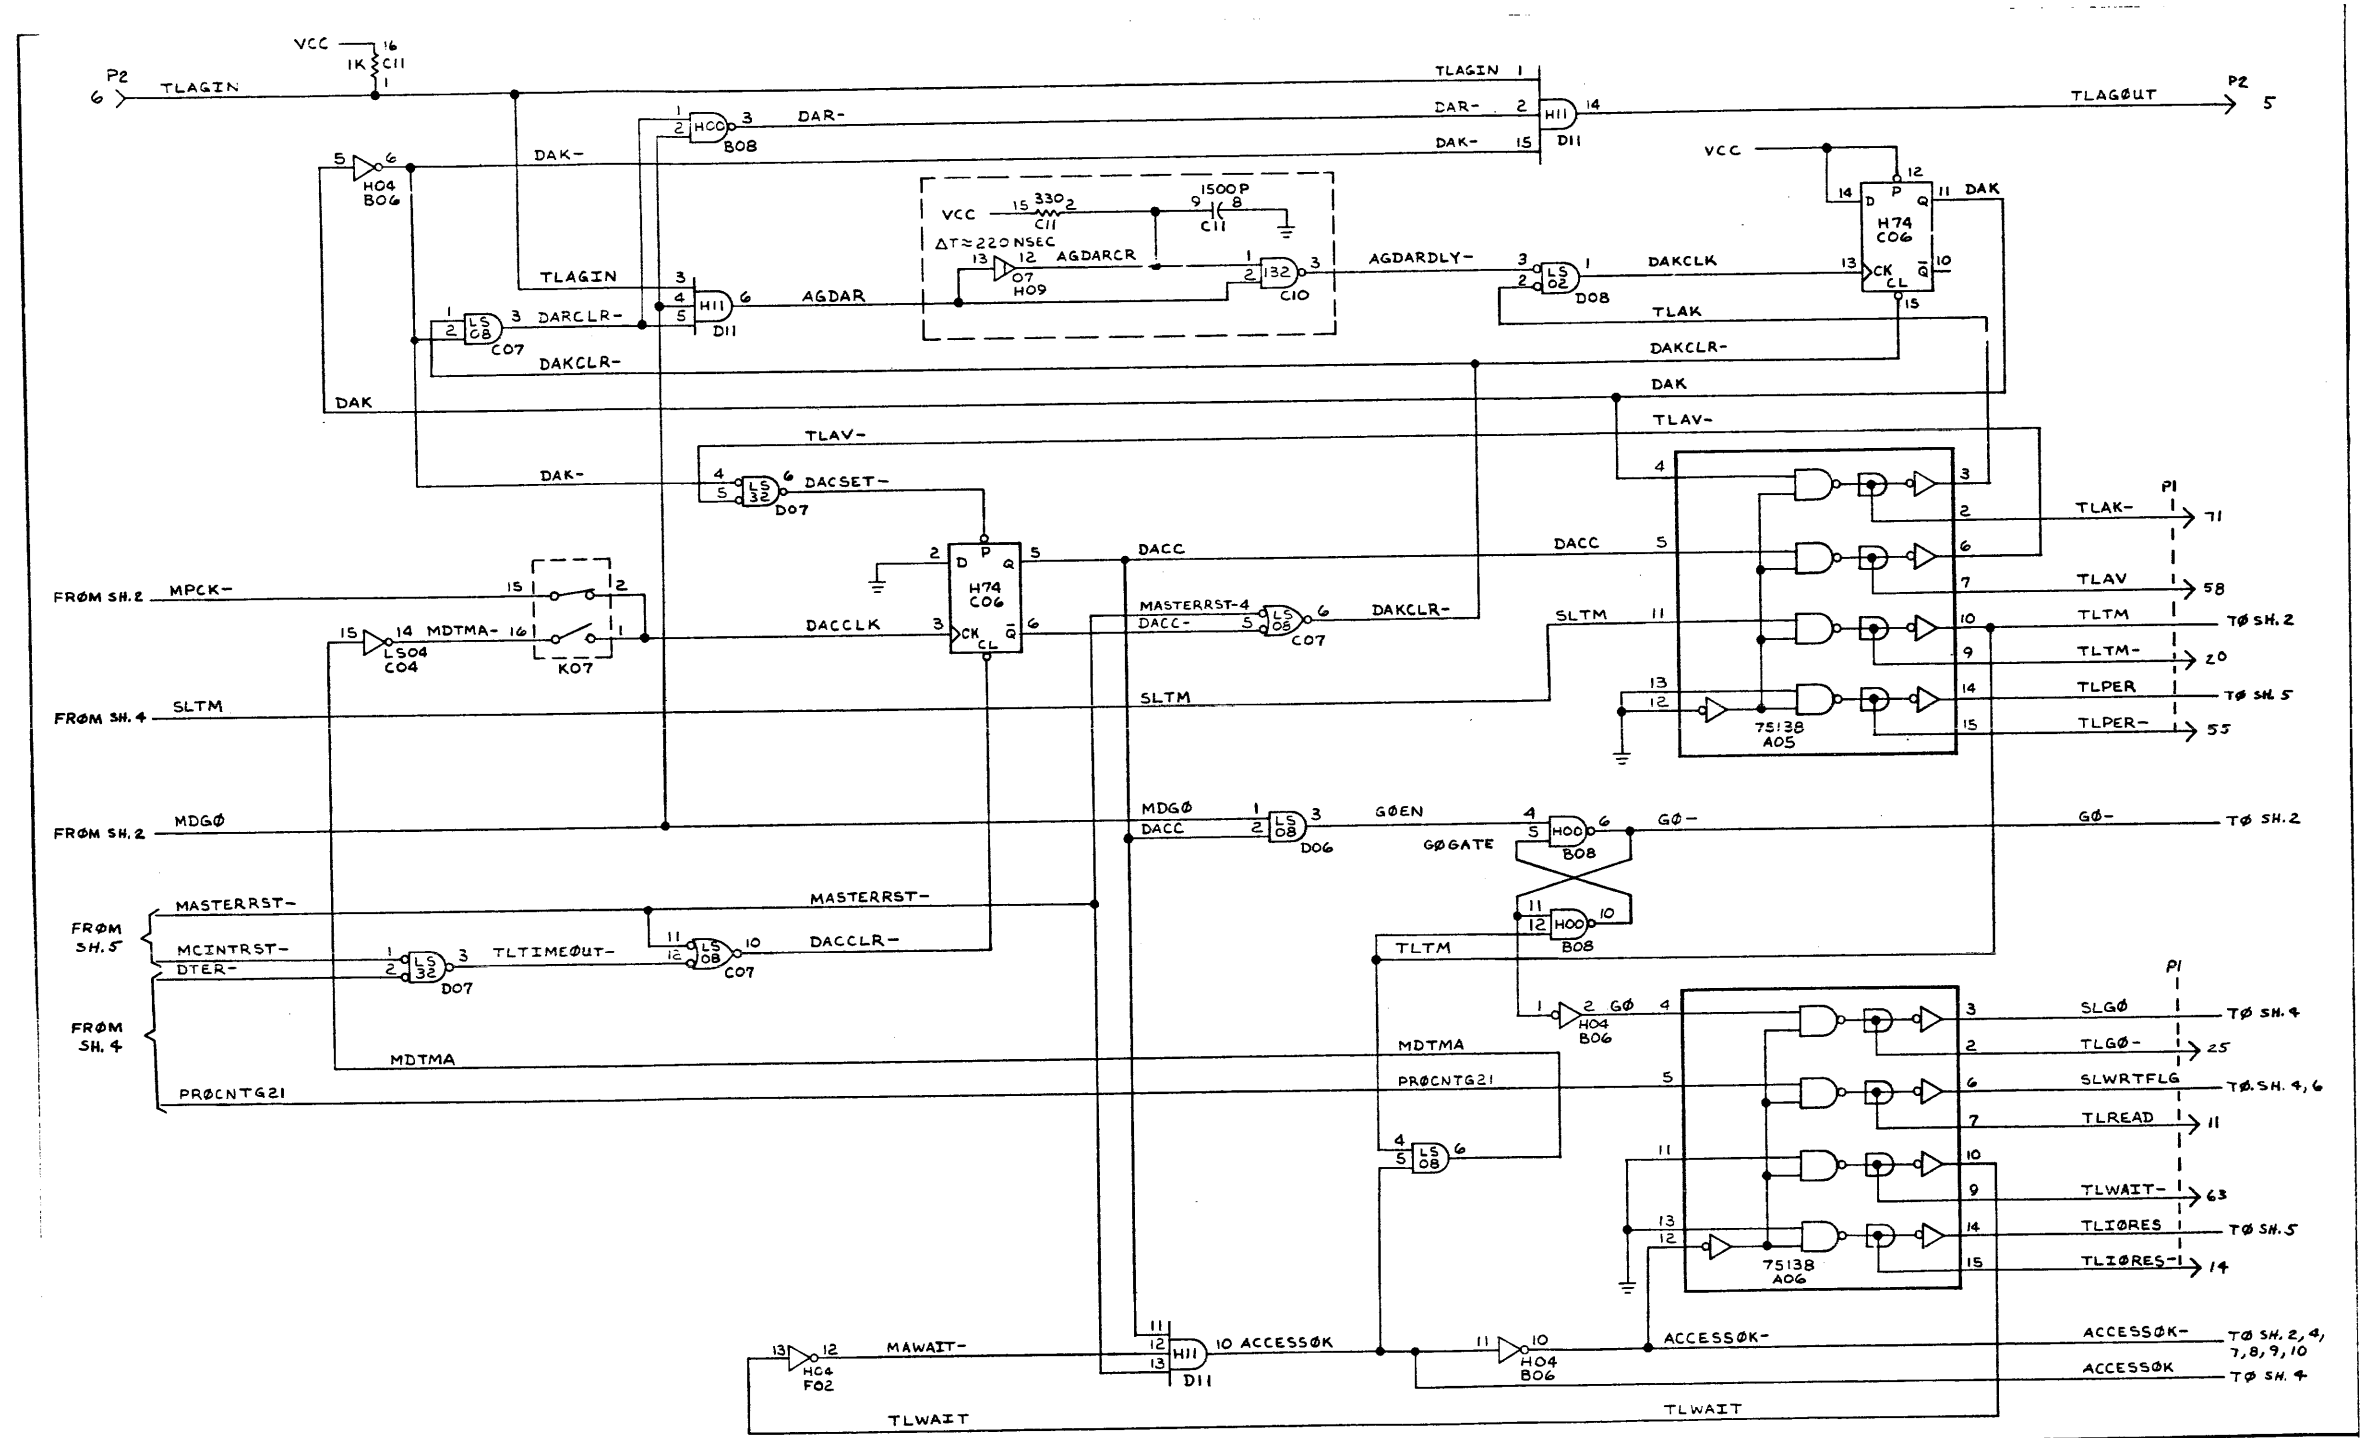 VCC
16
1K
C11
1
P2
6
TLAGIN
TLAGIN 1
DAR- 2
DAK- 15
H11
14
D11
TLAGØUT
P2
5
1
2
3
B08
DAR-
5
6
H04
B06
DAK-
VCC
12
14
D
P
Q
11
DAK
H74
C06
13
CK
Q̅
10
CL
15
VCC
15
330
2
C11
1500P
9
8
C11
ΔT≈220 NSEC
13
12
07
H09
AGDARCR
1
2
132
3
C10
AGDARDLY-
3
2
LS
02
1
D08
DAKCLK
TLAK
TLAGIN
3
4
5
H11
6
D11
AGDAR
1
2
LS
08
3
C07
DARCLR-
DAKCLR-
DAKCLR-
DAK
DAK
TLAV-
TLAV-
DAK-
4
5
LS
32
6
D07
DACSET-
2
D
P
Q
5
H74
C06
3
CK
Q̅
6
CL
DACC
DACC
4
5
11
13
12
3
2
6
7
10
9
14
15
75138
A05
P1
TLAK-
71
TLAV
58
TLTM
TØ SH.2
TLTM-
20
TLPER
TØ SH.5
TLPER-
55
FRØM SH.2
MPCK-
15
2
15
14
LS04
C04
MDTMA-
16
1
K07
DACCLK
MASTERRST-
4
DACC-
5
LS
08
6
C07
DAKCLR-
SLTM
FRØM SH.4
SLTM
SLTM
FRØM SH.2
MDGØ
MDGØ
DACC
1
2
LS
08
3
D06
GØEN
GØGATE
4
5
H00
6
B08
GØ-
GØ-
TØ SH.2
11
12
H00
10
B08
TLTM
FRØM
SH.5
MASTERRST-
MASTERRST-
MCINTRST-
DTER-
1
2
LS
32
3
D07
TLTIMEØUT-
11
12
LS
08
10
C07
DACCLR-
FRØM
SH.4
MDTMA
MDTMA
PRØCNTG21
PRØCNTG21
1
2
H04
B06
GØ
4
5
11
13
12
3
2
6
7
10
9
14
15
75138
A06
P1
SLGØ
TØ SH.4
TLGØ-
25
SLWRTFLG
TØ.SH.4,6
TLREAD
11
TLWAIT-
63
TLIØRES
TØ SH.5
TLIØRES-
14
4
5
LS
08
6
13
12
F02
MAWAIT-
11
12
13
H11
10
D11
ACCESSØK
11
10
H04
B06
ACCESSØK-
ACCESSØK-
TØ SH.2,4,
7,8,9,10
ACCESSØK
TØ SH.4
TLWAIT
TLWAIT